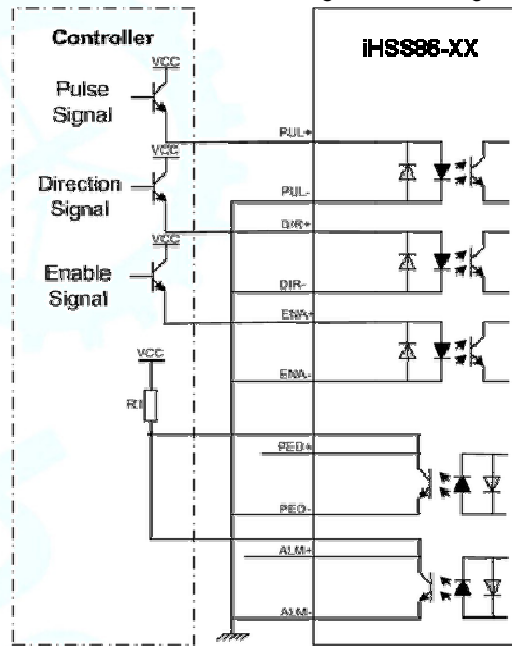 Controller
iHSS86-XX
VCC
Pulse
Signal
PUL+
VCC
Direction
Signal
PUL-
DIR+
VCC
Enable
Signal
DIR-
ENA+
VCC
ENA-
R1
PED+
PED-
ALM+
ALM-